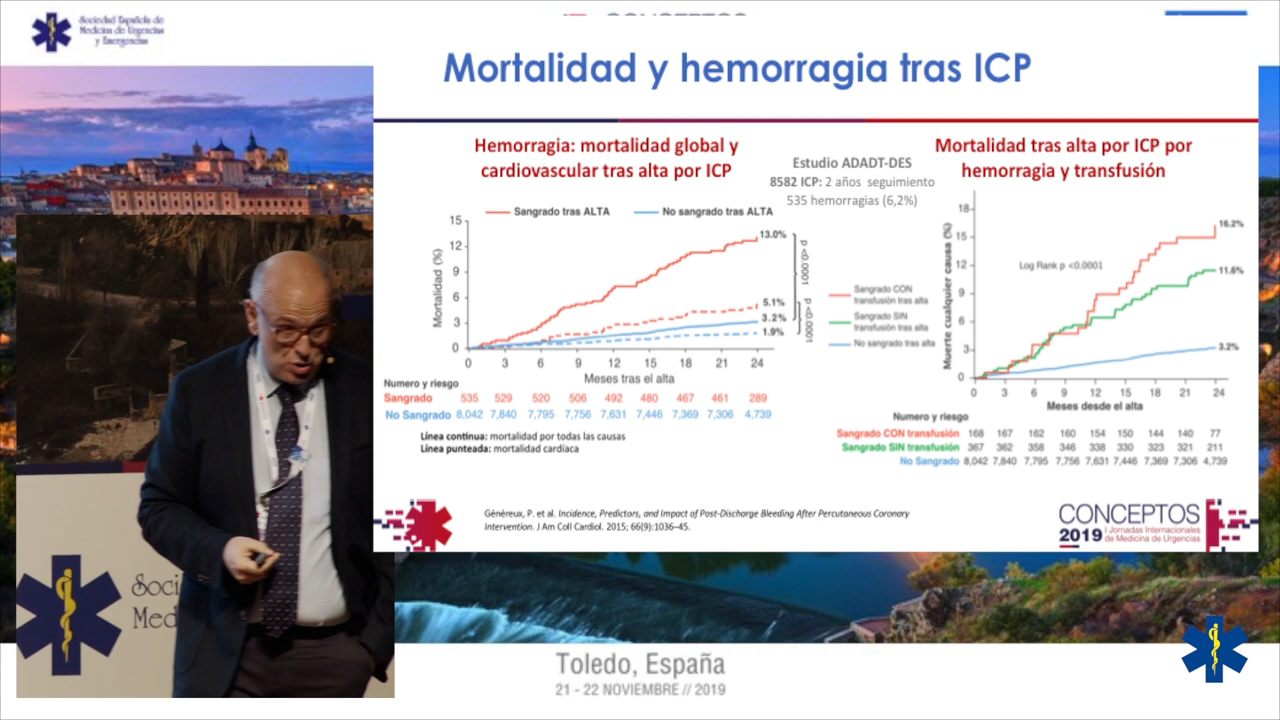 Sociedad Española de
Medicina de Urgencias
y Emergencias
CONCEPTOS
Mortalidad y hemorragia tras ICP
Hemorragia: mortalidad global y
cardiovascular tras alta por ICP
Estudio ADADT-DES
8582 ICP: 2 años seguimiento
535 hemorragias (6,2%)
Mortalidad tras alta por ICP por
hemorragia y transfusión
Sangrado tras ALTA
No sangrado tras ALTA
Mortalidad (%)
15
12
9
6
3
0
13.0%
5.1%
3.2%
1.9%
p <0.0001
p <0.0001
0 3 6 9 12 15 18 21 24
Meses tras el alta
Numero y riesgo
Sangrado 535 529 520 506 492 480 467 461 289
No Sangrado 8,042 7,840 7,795 7,756 7,631 7,446 7,369 7,306 4,739
Línea continua: mortalidad por todas las causas
Línea punteada: mortalidad cardíaca
Sangrado CON
transfusión tras alta
Sangrado SIN
transfusión tras alta
No sangrado tras alta
Muerte cualquier causa (%)
18
15
12
9
6
3
0
Log Rank p <0.0001
16.2%
11.6%
3.2%
0 3 6 9 12 15 18 21 24
Meses desde el alta
Numero y riesgo
Sangrado CON transfusión 168 167 162 160 154 150 144 140 77
Sangrado SIN transfusión 367 362 358 346 338 330 323 321 211
No Sangrado 8,042 7,840 7,795 7,756 7,631 7,446 7,369 7,306 4,739
Généreux, P. et al. Incidence, Predictors, and Impact of Post-Discharge Bleeding After Percutaneous Coronary
Intervention. J Am Coll Cardiol. 2015; 66(9):1036–45.
CONCEPTOS
2019 I Jornadas Internacionales
de Medicina de Urgencias
Soci
Med
Toledo, España
21 - 22 NOVIEMBRE // 2019